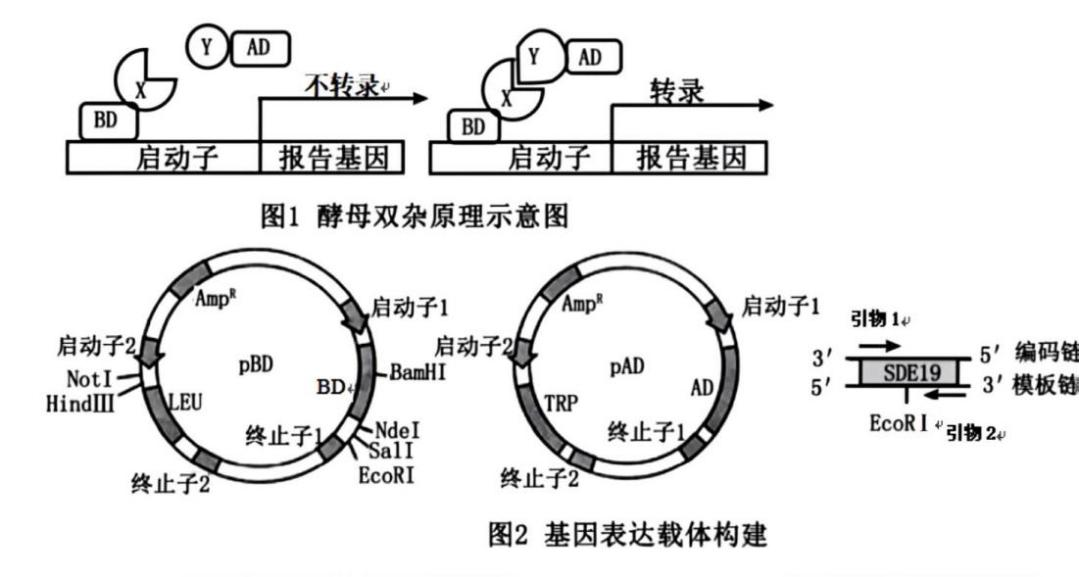 Y AD
X
不转录
BD
启动子 报告基因
Y AD
X
转录
BD
启动子 报告基因
图1 酵母双杂原理示意图
Ampᴿ
启动子1
启动子2
pBD
NotI
HindIII
BD
BamHI
LEU
终止子1
NdeI
SalI
EcoRI
终止子2
Ampᴿ
启动子1
启动子2
pAD
AD
TRP
终止子1
终止子2
引物1
3′ 5′ 编码链
SDE19
5′ 3′ 模板链
EcoRI 引物2
图2 基因表达载体构建